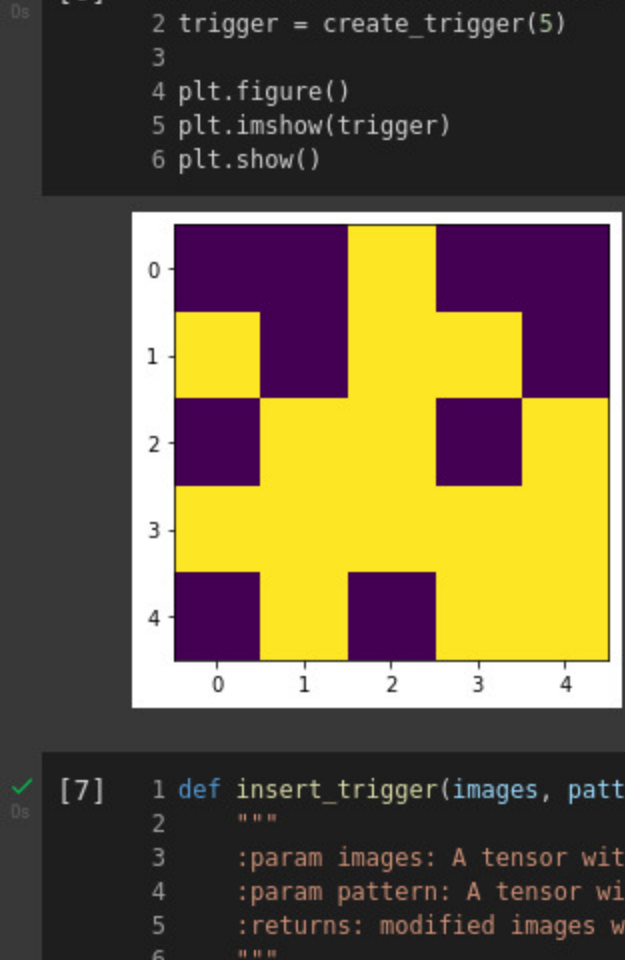 0s
2 trigger = create_trigger(5)
3
4 plt.figure()
5 plt.imshow(trigger)
6 plt.show()
0
1
2
3
4
0 1 2 3 4
[7] 1 def insert_trigger(images, patt
0s 2 """
3 :param images: A tensor wit
4 :param pattern: A tensor wi
5 :returns: modified images w
6 """